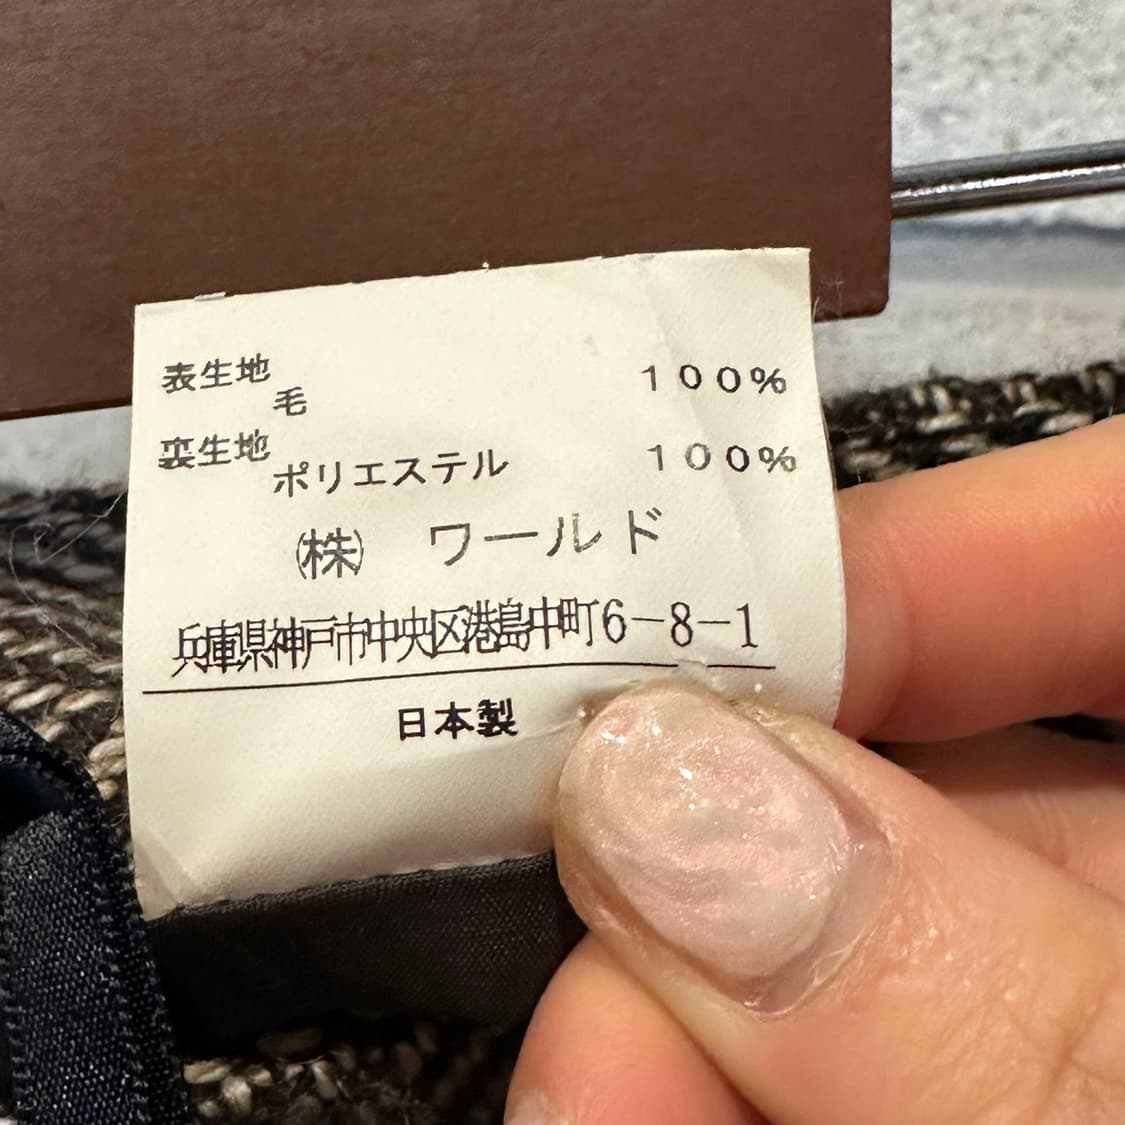 表生地
毛 100%
裏生地
ポリエステル 100%
㈱ ワールド
兵庫県神戸市中央区港島中町6-8-1
日本製